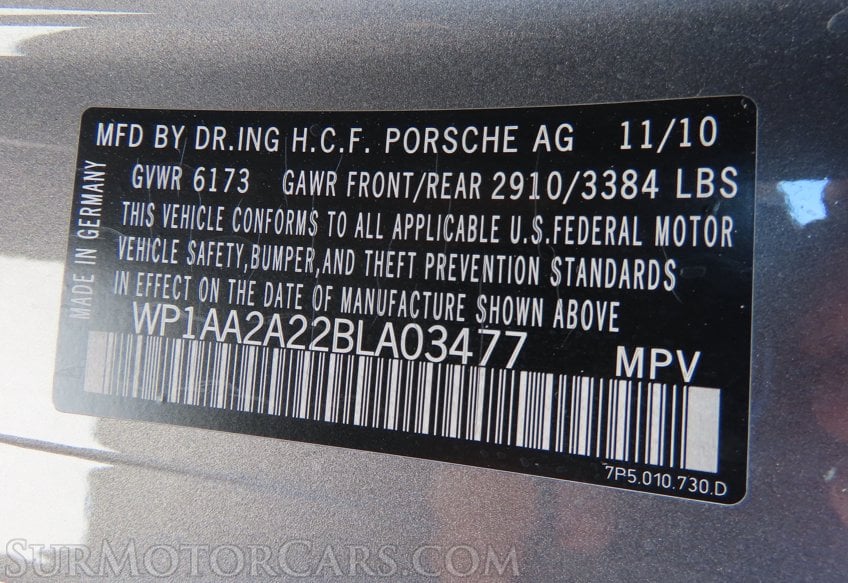 MFD BY DR.ING H.C.F. PORSCHE AG 11/10
GVWR 6173 GAWR FRONT/REAR 2910/3384 LBS
THIS VEHICLE CONFORMS TO ALL APPLICABLE U.S.FEDERAL MOTOR
VEHICLE SAFETY,BUMPER,AND THEFT PREVENTION STANDARDS
IN EFFECT ON THE DATE OF MANUFACTURE SHOWN ABOVE
WP1AA2A22BLA03477 MPV
7P5.010.730.D
MADE IN GERMANY
SURMOTORCARS.COM